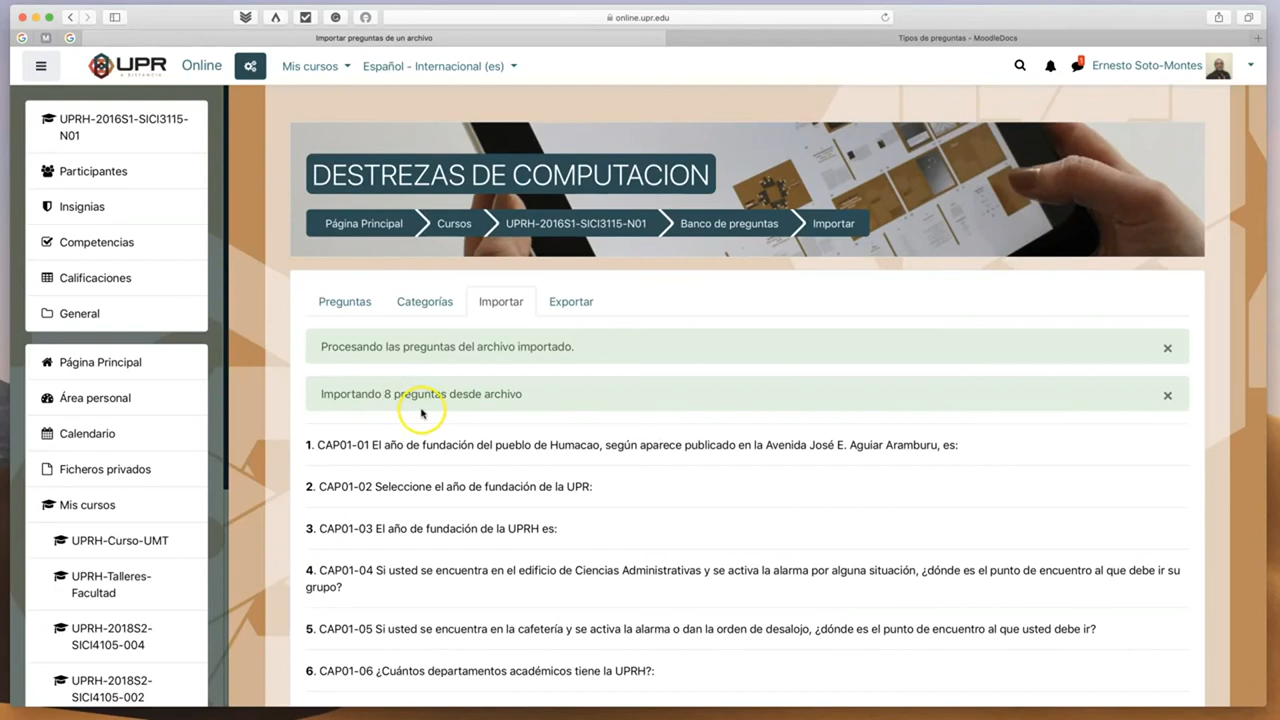 online.upr.edu
Importar preguntas de un archivo
Tipos de preguntas - MoodleDocs
UPR
A DISTANCIA
Online
Mis cursos
Español - Internacional (es)
Ernesto Soto-Montes
UPRH-2016S1-SICI3115-
N01
Participantes
Insignias
Competencias
Calificaciones
General
Página Principal
Área personal
Calendario
Ficheros privados
Mis cursos
UPRH-Curso-UMT
UPRH-Talleres-
Facultad
UPRH-2018S2-
SICI4105-004
UPRH-2018S2-
SICI4105-002
DESTREZAS DE COMPUTACION
Página Principal
Cursos
UPRH-2016S1-SICI3115-N01
Banco de preguntas
Importar
Preguntas
Categorías
Importar
Exportar
Procesando las preguntas del archivo importado.
Importando 8 preguntas desde archivo
1. CAP01-01 El año de fundación del pueblo de Humacao, según aparece publicado en la Avenida José E. Aguiar Aramburu, es:
2. CAP01-02 Seleccione el año de fundación de la UPR:
3. CAP01-03 El año de fundación de la UPRH es:
4. CAP01-04 Si usted se encuentra en el edificio de Ciencias Administrativas y se activa la alarma por alguna situación, ¿dónde es el punto de encuentro al que debe ir su
grupo?
5. CAP01-05 Si usted se encuentra en la cafetería y se activa la alarma o dan la orden de desalojo, ¿dónde es el punto de encuentro al que usted debe ir?
6. CAP01-06 ¿Cuántos departamentos académicos tiene la UPRH?: